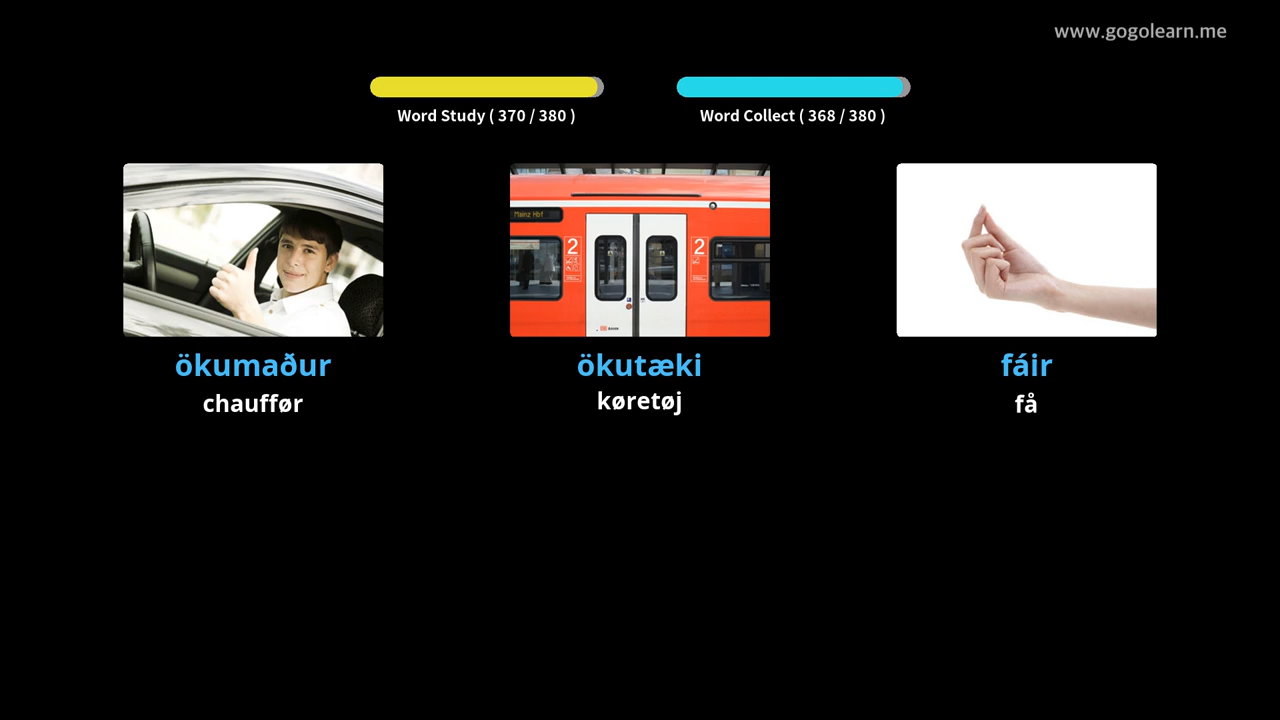 www.gogolearn.me
Word Study ( 370 / 380 )
Word Collect ( 368 / 380 )
Mainz Hbf
2
2
ökumaður
ökutæki
fáir
chauffør
køretøj
få